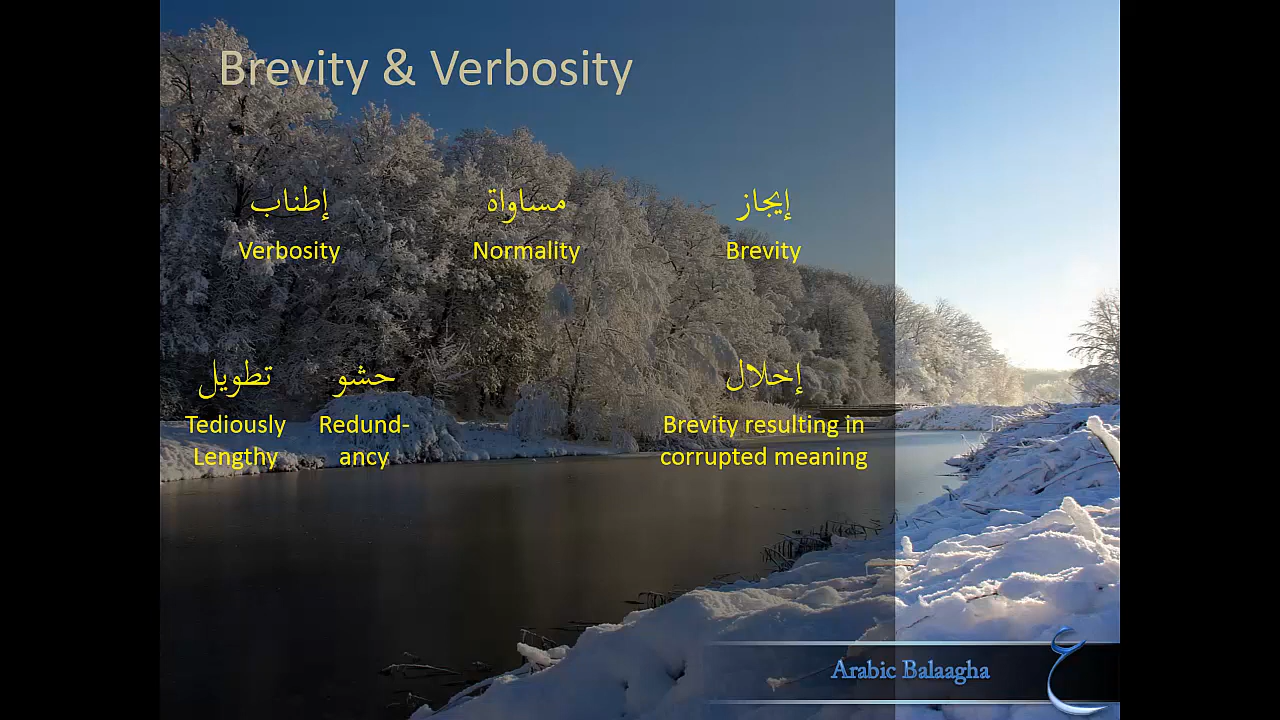 Brevity & Verbosity
إيجاز
مساواة
إطناب
Brevity
Normality
Verbosity
إخلال
حشو
تطويل
Brevity resulting in
corrupted meaning
Redund-
ancy
Tediously
Lengthy
Arabic Balaagha
ع